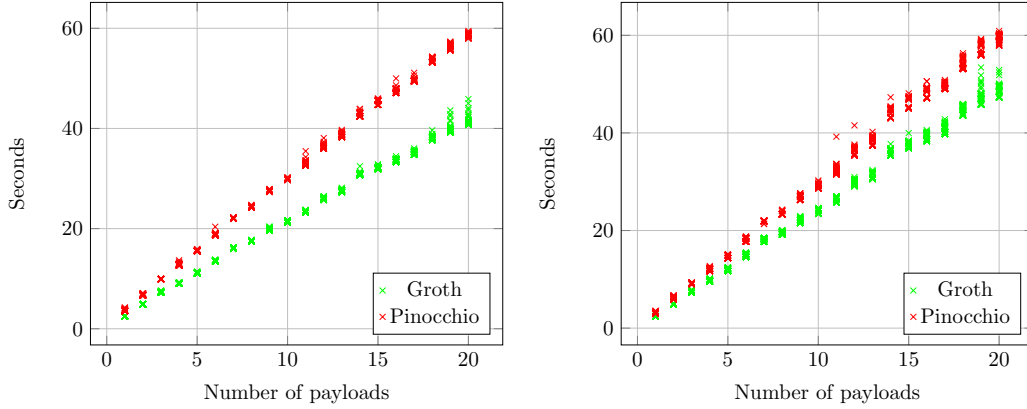 60
40
20
0
Seconds
Groth
Pinocchio
0 5 10 15 20
Number of payloads
60
40
20
0
Seconds
Groth
Pinocchio
0 5 10 15 20
Number of payloads